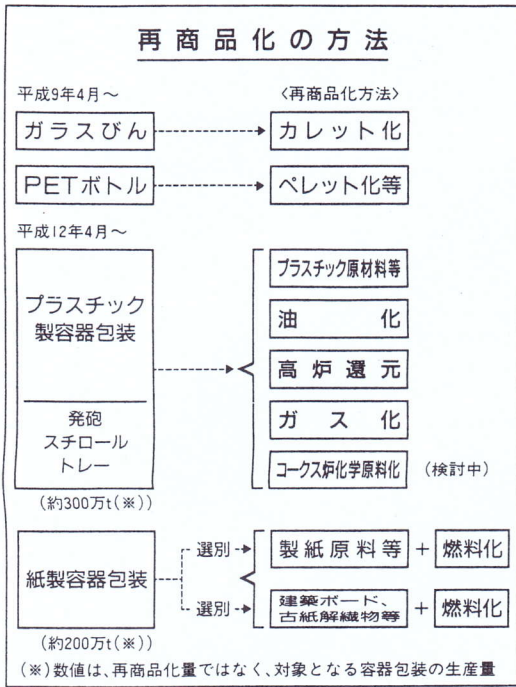 再商品化の方法
平成9年4月～
〈再商品化方法〉
ガラスびん
カレット化
PETボトル
ペレット化等
平成12年4月～
プラスチック
製容器包装
発砲
スチロール
トレー
(約300万t(※))
プラスチック原材料等
油化
高炉還元
ガス化
コークス炉化学原料化
(検討中)
紙製容器包装
(約200万t(※))
選別
製紙原料等
+
燃料化
選別
建築ボード、
古紙解繊物等
+
燃料化
(※)数値は、再商品化量ではなく、対象となる容器包装の生産量